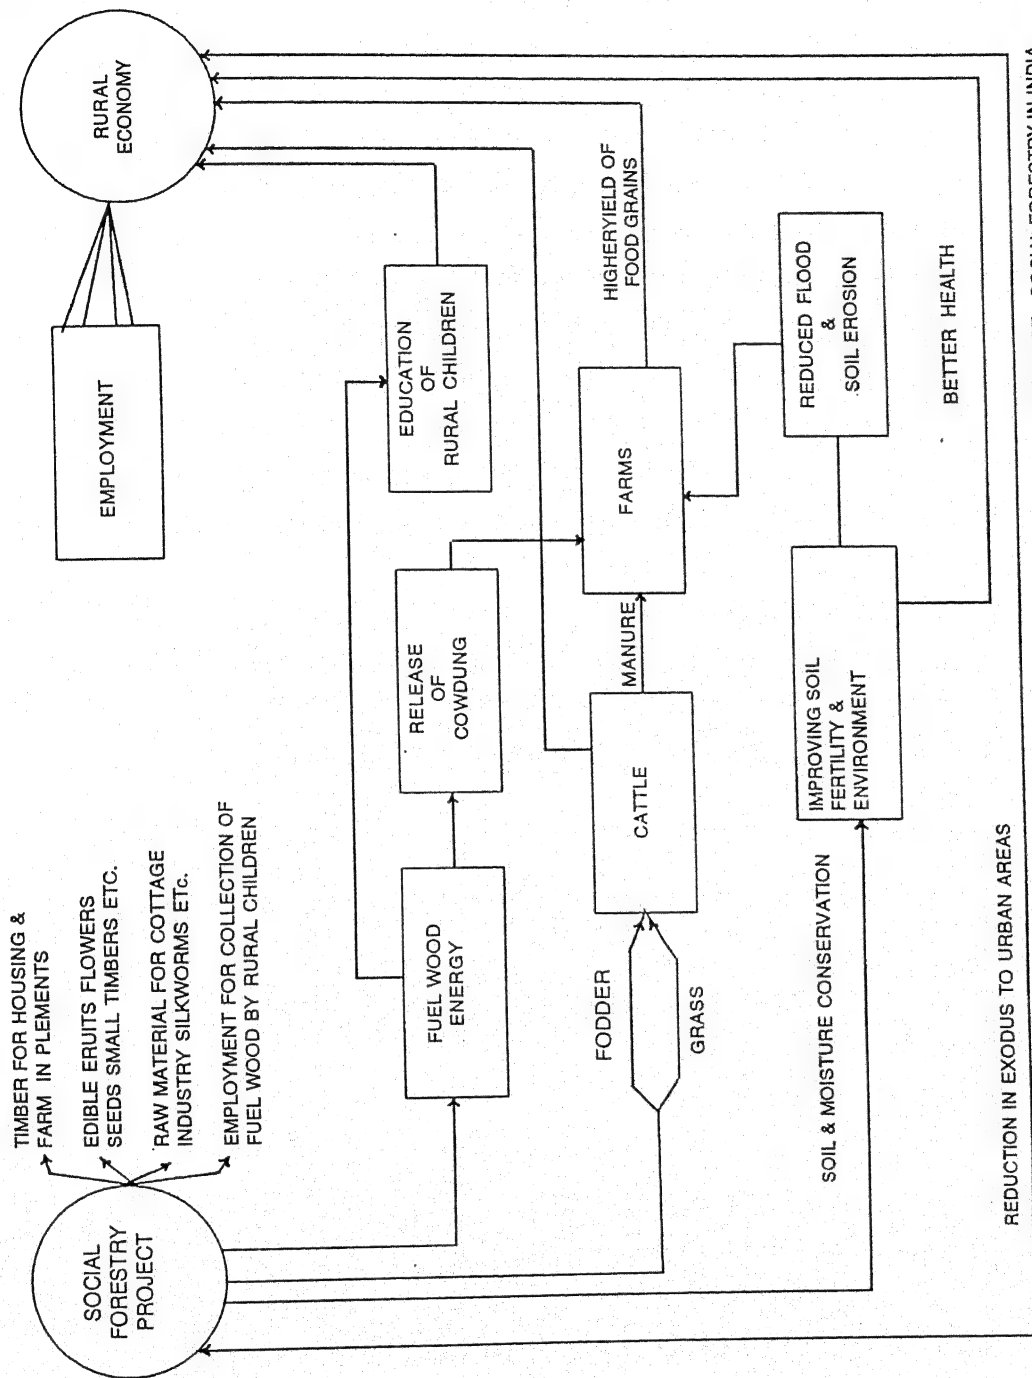 SOCIAL
FORESTRY
PROJECT
TIMBER FOR HOUSING &
FARM IN PLEMENTS
EDIBLE ERUITS FLOWERS
SEEDS SMALL TIMBERS ETC.
RAW MATERIAL FOR COTTAGE
INDUSTRY SILKWORMS ETc.
EMPLOYMENT FOR COLLECTION OF
FUEL WOOD BY RURAL CHILDREN
EMPLOYMENT
RURAL
ECONOMY
FUEL WOOD
ENERGY
RELEASE
OF
COWDUNG
EDUCATION
OF
RURAL CHILDREN
FODDER
GRASS
CATTLE
MANURE
FARMS
HIGHERYIELD OF
FOOD GRAINS
SOIL & MOISTURE CONSERVATION
IMPROVING SOIL
FERTILITY &
ENVIRONMENT
REDUCED FLOOD
&
SOIL EROSION
BETTER HEALTH
REDUCTION IN EXODUS TO URBAN AREAS
FORESTRY IN INDIA